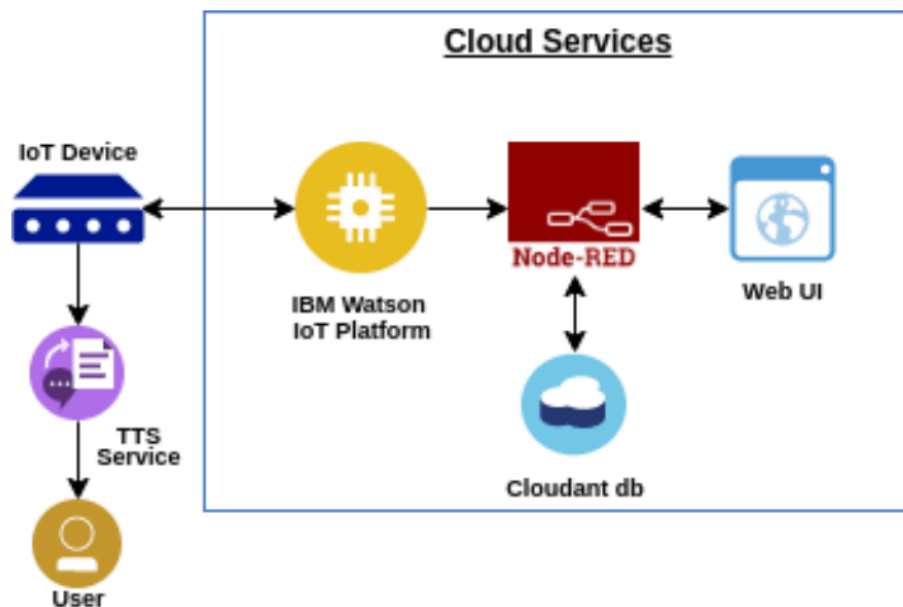 Cloud Services
IoT Device
IBM Watson
IoT Platform
Node-RED
Web UI
TTS
Service
Cloudant db
User